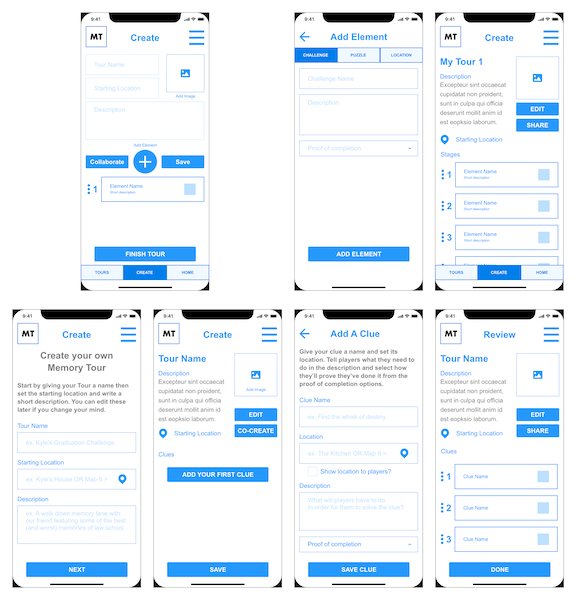 9:41
MT
Create
Tour Name
Starting Location
Add Image
Description
Add Element
Collaborate
Save
1
Element Name
Short description
FINISH TOUR
TOURS
CREATE
HOME
9:41
Add Element
CHALLENGE
PUZZLE
LOCATION
Challenge Name
Description
Proof of completion
ADD ELEMENT
9:41
MT
Create
My Tour 1
Description
Excepteur sint occaecat
cupidatat non proident,
sunt in culpa qui officia
deserunt mollit anim id
est eopksio laborum.
EDIT
SHARE
Starting Location
Stages
1
Element Name
Short description
2
Element Name
Short description
3
Element Name
Short description
TOURS
CREATE
HOME
9:41
MT
Create
Create your own
Memory Tour
Start by giving your Tour a name then
set the starting location and write a
short description. You can edit these
later if you change your mind.
Tour Name
ex. Kyle's Graduation Challenge
Starting Location
ex. Kyle's House OR Map It >
Description
ex. A walk down memory lane with
our friend featuring some of the best
(and worst) memories of law school.
NEXT
9:41
MT
Create
Tour Name
Description
Excepteur sint occaecat
cupidatat non proident,
sunt in culpa qui officia
deserunt mollit anim id
est eopksio laborum.
Add Image
EDIT
CO-CREATE
Starting Location
Clues
ADD YOUR FIRST CLUE
SAVE
9:41
Add A Clue
Give your clue a name and set its
location. Tell players what they need to
do in the description and select how
they'll prove they've done it from the
proof of completion options.
Clue Name
ex. Find the whisk of destiny
Location
ex. The Kitchen OR Map It >
Show location to players?
Description
What will players have to do
in order for them to solve the clue?
Proof of completion
SAVE CLUE
9:41
MT
Review
Tour Name
Description
Excepteur sint occaecat
cupidatat non proident,
sunt in culpa qui officia
deserunt mollit anim id
est eopksio laborum.
EDIT
SHARE
Starting Location
Clues
1
Clue Name
2
Clue Name
3
Clue Name
DONE